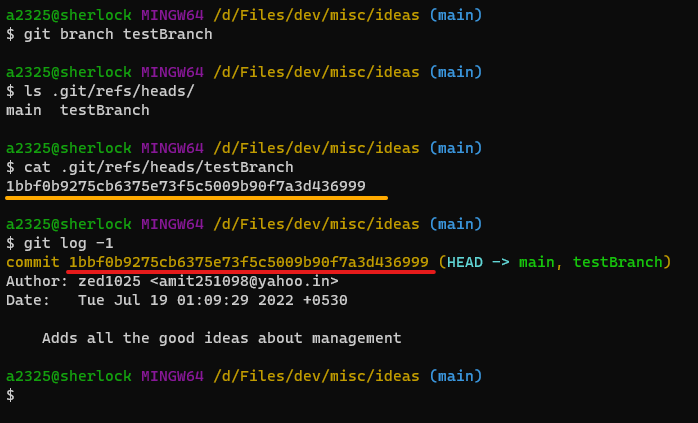 a2325@sherlock MINGW64 /d/Files/dev/misc/ideas (main)
$ git branch testBranch
a2325@sherlock MINGW64 /d/Files/dev/misc/ideas (main)
$ ls .git/refs/heads/
main  testBranch
a2325@sherlock MINGW64 /d/Files/dev/misc/ideas (main)
$ cat .git/refs/heads/testBranch
1bbf0b9275cb6375e73f5c5009b90f7a3d436999
a2325@sherlock MINGW64 /d/Files/dev/misc/ideas (main)
$ git log -1
commit 1bbf0b9275cb6375e73f5c5009b90f7a3d436999 (HEAD -> main, testBranch)
Author: zed1025 <amit251098@yahoo.in>
Date:   Tue Jul 19 01:09:29 2022 +0530
    Adds all the good ideas about management
a2325@sherlock MINGW64 /d/Files/dev/misc/ideas (main)
$